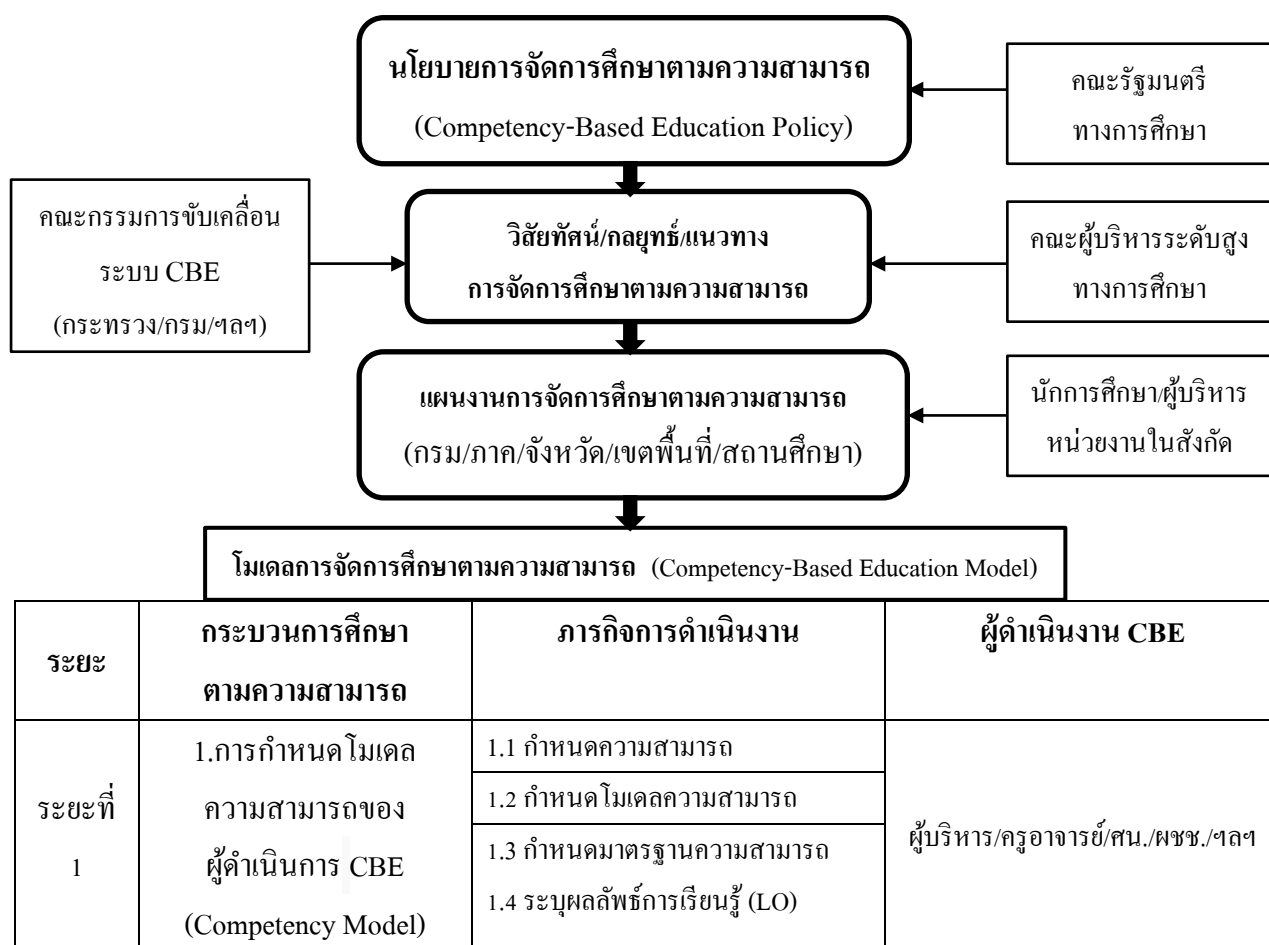 นโยบายการจัดการศึกษาตามความสามารถ
(Competency-Based Education Policy)
คณะรัฐมนตรี
ทางการศึกษา
คณะกรรมการขับเคลื่อน
ระบบ CBE
(กระทรวง/กรม/ฯลฯ)
วิสัยทัศน์/กลยุทธ์/แนวทาง
การจัดการศึกษาตามความสามารถ
คณะผู้บริหารระดับสูง
ทางการศึกษา
แผนงานการจัดการศึกษาตามความสามารถ
(กรม/ภาค/จังหวัด/เขตพื้นที่/สถานศึกษา)
นักการศึกษา/ผู้บริหาร
หน่วยงานในสังกัด
โมเดลการจัดการศึกษาตามความสามารถ (Competency-Based Education Model)
ระยะ
กระบวนการศึกษา
ตามความสามารถ
ภารกิจการดำเนินงาน
ผู้ดำเนินงาน CBE
ระยะที่
1
1.การกำหนดโมเดล
ความสามารถของ
ผู้ดำเนินการ CBE
(Competency Model)
1.1 กำหนดความสามารถ
1.2 กำหนดโมเดลความสามารถ
1.3 กำหนดมาตรฐานความสามารถ
1.4 ระบุผลลัพธ์การเรียนรู้ (LO)
ผู้บริหาร/ครูอาจารย์/ศน./ผชช./ฯลฯ